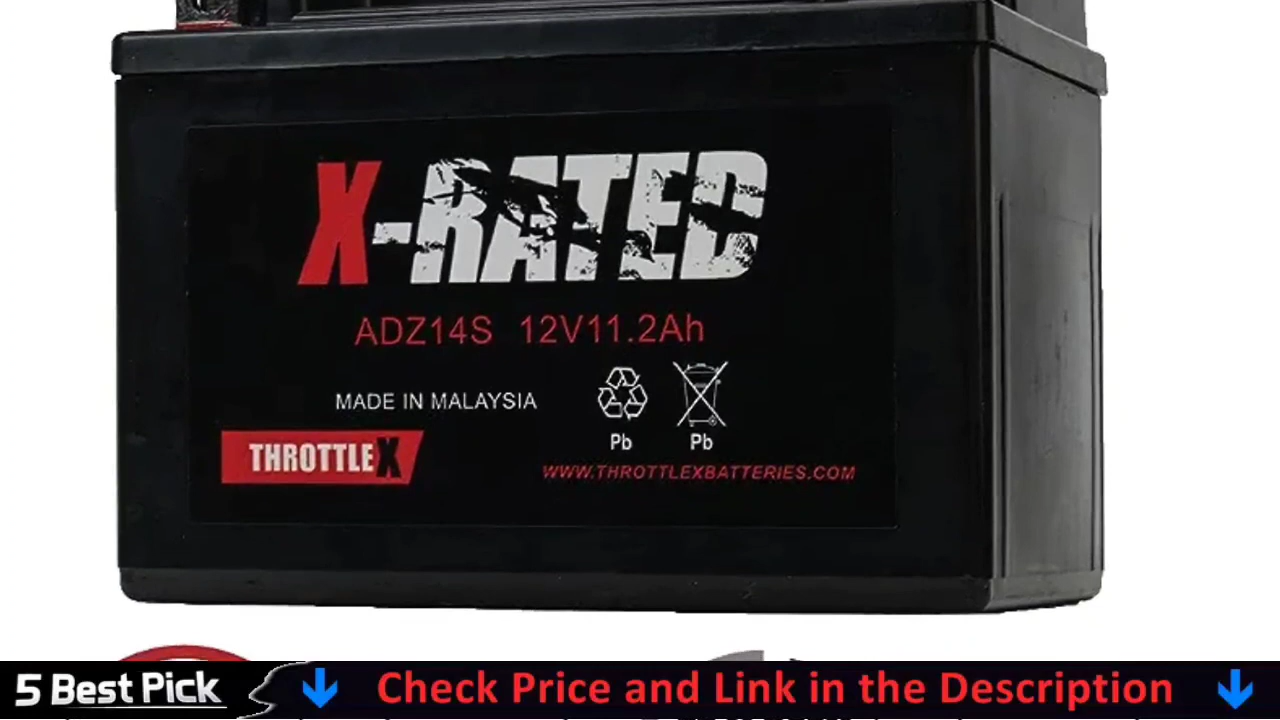 X-RATED
ADZ14S 12V11.2Ah
MADE IN MALAYSIA
Pb Pb
THROTTLEX
WWW.THROTTLEXBATTERIES.COM
5 Best Pick
Check Price and Link in the Description